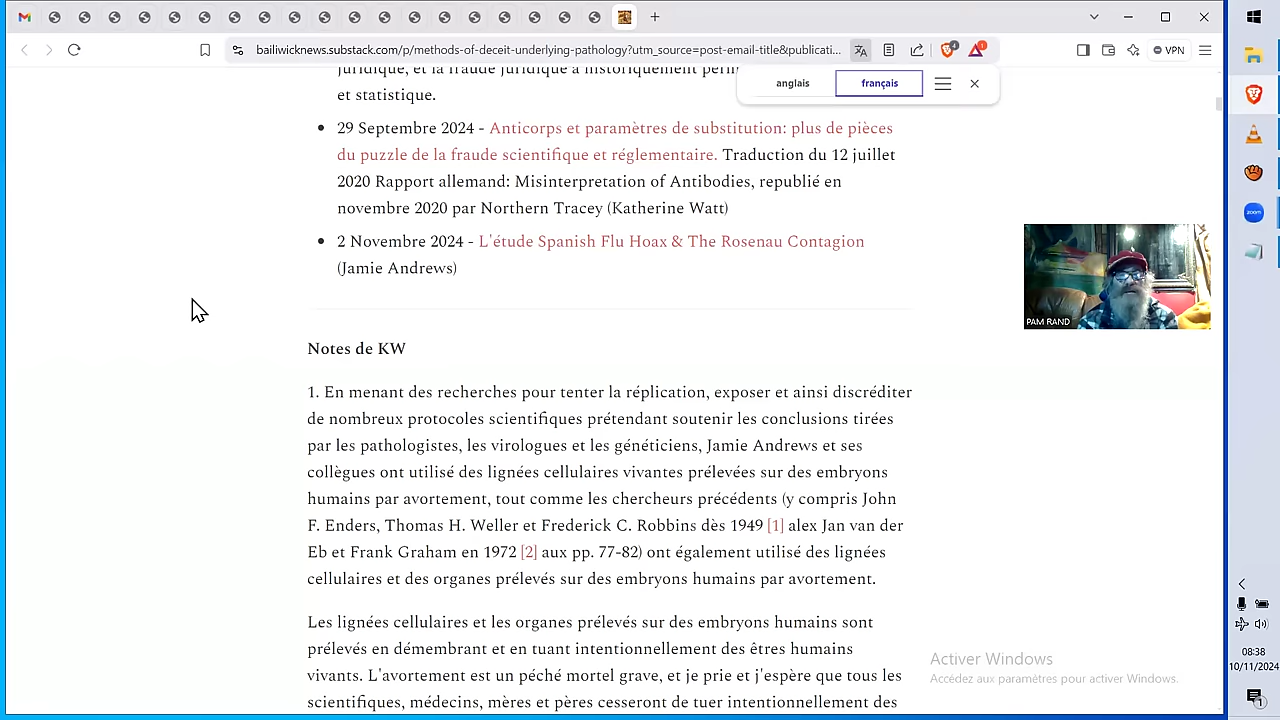 bailiwicknews.substack.com/p/methods-of-deceit-underlying-pathology?utm_source=post-email-title&publicati...
4
1
VPN
anglais
français
juridique, et la fraude juridique a historiquement perm
et statistique.
29 Septembre 2024 - Anticorps et paramètres de substitution: plus de pièces
du puzzle de la fraude scientifique et réglementaire. Traduction du 12 juillet
2020 Rapport allemand: Misinterpretation of Antibodies, republié en
novembre 2020 par Northern Tracey (Katherine Watt)
2 Novembre 2024 - L'étude Spanish Flu Hoax & The Rosenau Contagion
(Jamie Andrews)
PAM RAND
zoom
Notes de KW
1. En menant des recherches pour tenter la réplication, exposer et ainsi discréditer
de nombreux protocoles scientifiques prétendant soutenir les conclusions tirées
par les pathologistes, les virologues et les généticiens, Jamie Andrews et ses
collègues ont utilisé des lignées cellulaires vivantes prélevées sur des embryons
humains par avortement, tout comme les chercheurs précédents (y compris John
F. Enders, Thomas H. Weller et Frederick C. Robbins dès 1949 [1] alex Jan van der
Eb et Frank Graham en 1972 [2] aux pp. 77-82) ont également utilisé des lignées
cellulaires et des organes prélevés sur des embryons humains par avortement.
Les lignées cellulaires et les organes prélevés sur des embryons humains sont
prélevés en démembrant et en tuant intentionnellement des êtres humains
vivants. L'avortement est un péché mortel grave, et je prie et j'espère que tous les
scientifiques, médecins, mères et pères cesseront de tuer intentionnellement des
Activer Windows
Accédez aux paramètres pour activer Windows.
08:38
10/11/2024